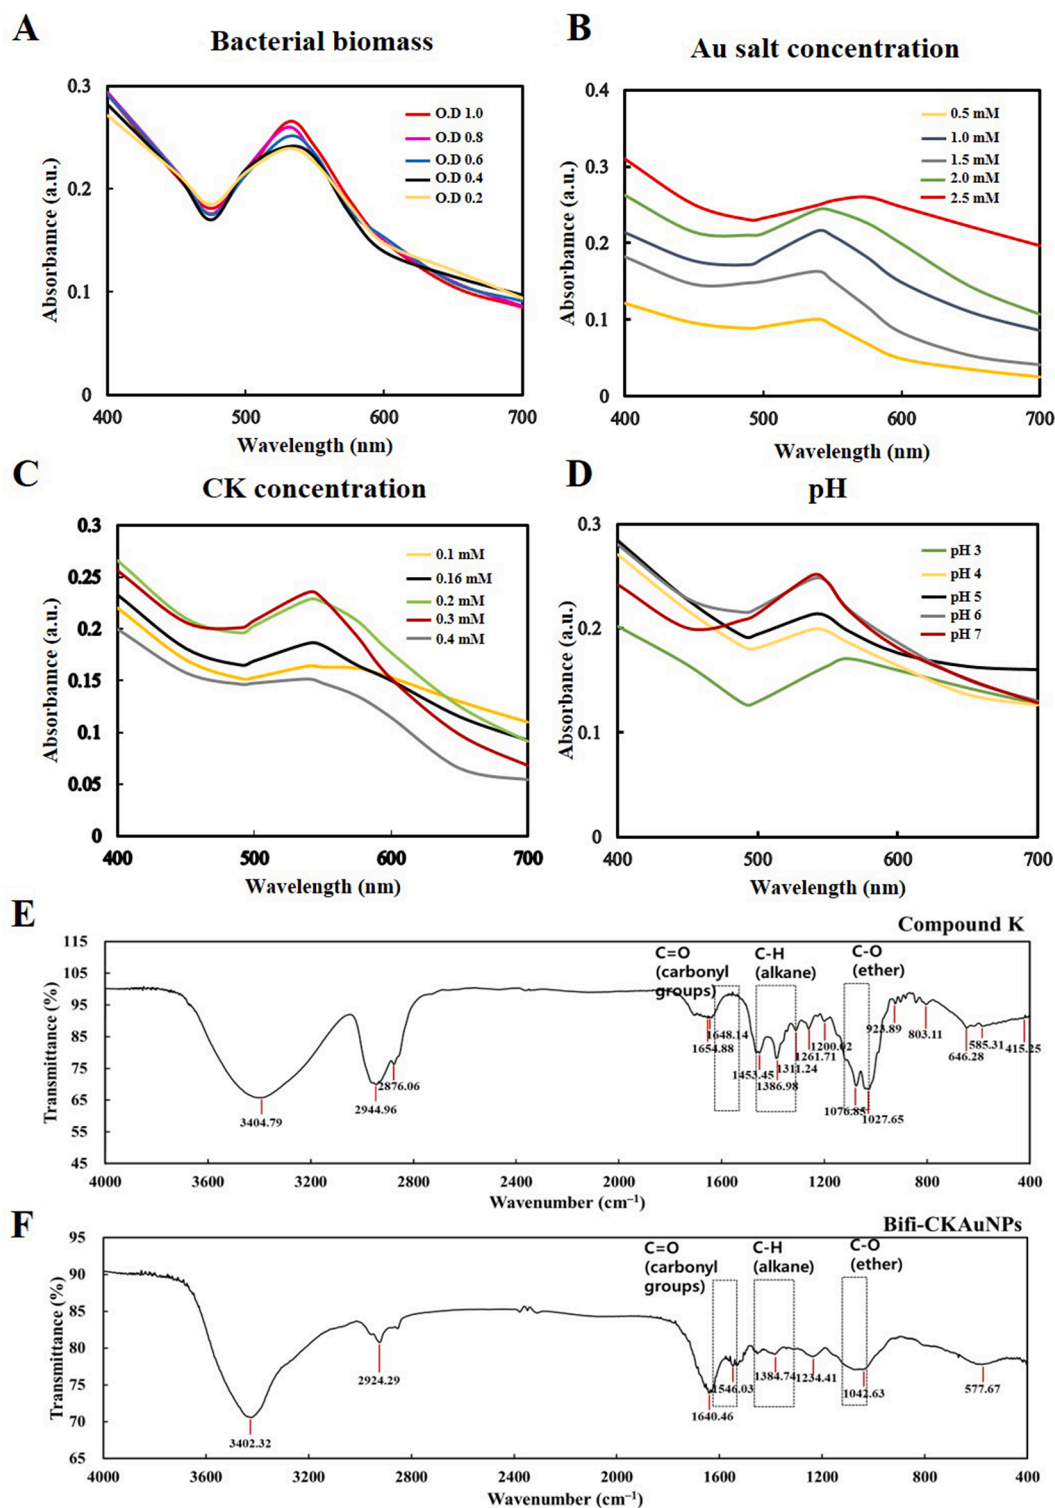 A
Bacterial biomass
0.3
0.2
0.1
0
400
500
600
700
Absorbance (a.u.)
Wavelength (nm)
O.D 1.0
O.D 0.8
O.D 0.6
O.D 0.4
O.D 0.2
B
Au salt concentration
0.4
0.3
0.2
0.1
0
400
500
600
700
Absorbance (a.u.)
Wavelength (nm)
0.5 mM
1.0 mM
1.5 mM
2.0 mM
2.5 mM
C
CK concentration
0.3
0.25
0.2
0.15
0.1
0.05
0
400
500
600
700
Absorbance (a.u.)
Wavelength (nm)
0.1 mM
0.16 mM
0.2 mM
0.3 mM
0.4 mM
D
pH
0.3
0.2
0.1
0
400
500
600
700
Absorbance (a.u.)
Wavelength (nm)
pH 3
pH 4
pH 5
pH 6
pH 7
E
Compound K
115
105
95
85
75
65
55
45
4000
3600
3200
2800
2400
2000
1600
1200
800
400
Transmittance (%)
Wavenumber (cm⁻¹)
C=O
(carbonyl
groups)
C-H
(alkane)
C-O
(ether)
3404.79
2944.96
2876.06
1654.88
1648.14
1453.45
1386.98
1311.24
1261.71
1200.02
1076.85
1027.65
923.89
803.11
646.28
585.31
415.25
F
Bifi-CKAuNPs
95
90
85
80
75
70
65
4000
3600
3200
2800
2400
2000
1600
1200
800
400
Transmittance (%)
Wavenumber (cm⁻¹)
C=O
(carbonyl
groups)
C-H
(alkane)
C-O
(ether)
3402.32
2924.29
1640.46
1546.03
1384.74
1234.41
1042.63
577.67